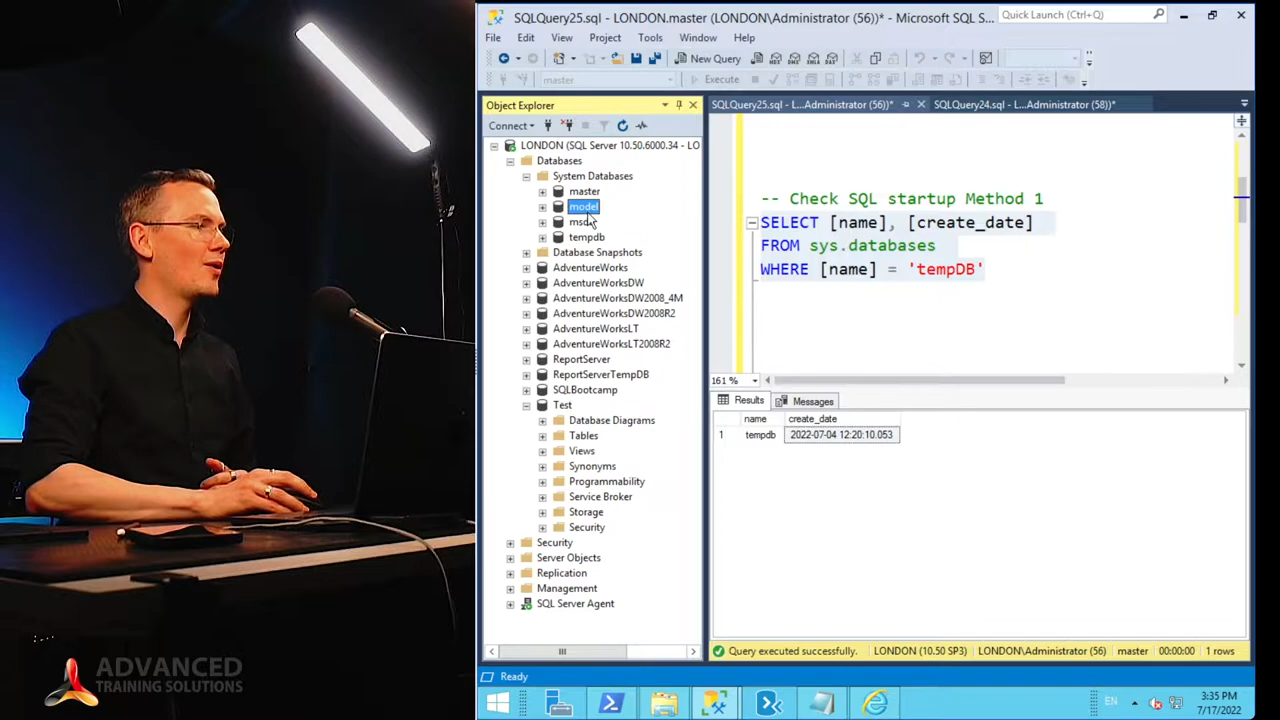 SQLQuery25.sql - LONDON.master (LONDON\Administrator (56))* - Microsoft SQL S...
Quick Launch (Ctrl+Q)
File Edit View Project Tools Window Help
New Query
master
Execute
Object Explorer
SQLQuery25.sql - L...Administrator (56))*
SQLQuery24.sql - L...Administrator (58))*
Connect
LONDON (SQL Server 10.50.6000.34 - LO
Databases
System Databases
master
model
tempdb
Database Snapshots
AdventureWorks
AdventureWorksDW
AdventureWorksDW2008_4M
AdventureWorksDW2008R2
AdventureWorksLT
AdventureWorksLT2008R2
ReportServer
ReportServerTempDB
SQLBootcamp
Test
Database Diagrams
Tables
Views
Synonyms
Programmability
Service Broker
Storage
Security
Security
Server Objects
Replication
Management
SQL Server Agent
-- Check SQL startup Method 1
SELECT [name], [create_date]
FROM sys.databases
WHERE [name] = 'tempDB'
161 %
Results Messages
name create_date
1 tempdb 2022-07-04 12:20:10.053
Query executed successfully. LONDON (10.50 SP3) LONDON\Administrator (56) master 00:00:00 1 rows
Ready
EN
3:35 PM
7/17/2022
ADVANCED
TRAINING SOLUTIONS